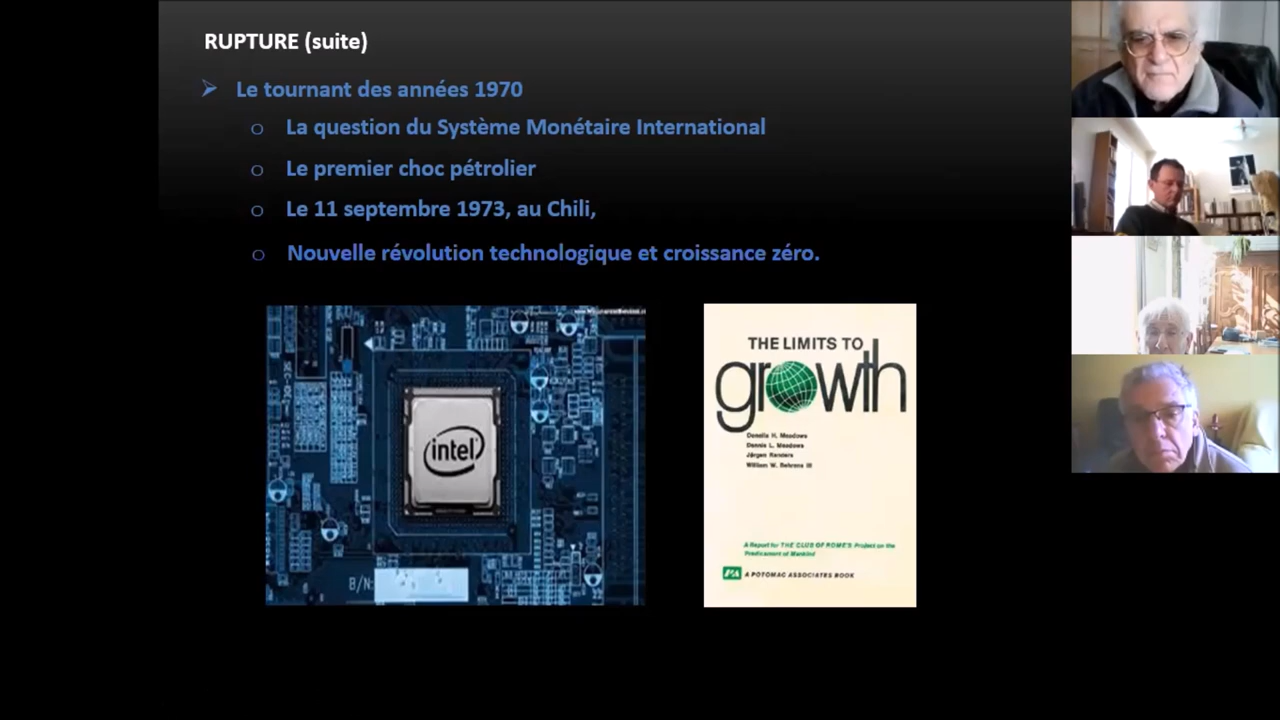 RUPTURE (suite)
Le tournant des années 1970
La question du Système Monétaire International
Le premier choc pétrolier
Le 11 septembre 1973, au Chili,
Nouvelle révolution technologique et croissance zéro.
intel
B/N:
THE LIMITS TO
growth
Donella H. Meadows
Dennis L. Meadows
Jørgen Randers
William W. Behrens III
A Report for THE CLUB OF ROME'S Project on the
Predicament of Mankind
A POTOMAC ASSOCIATES BOOK